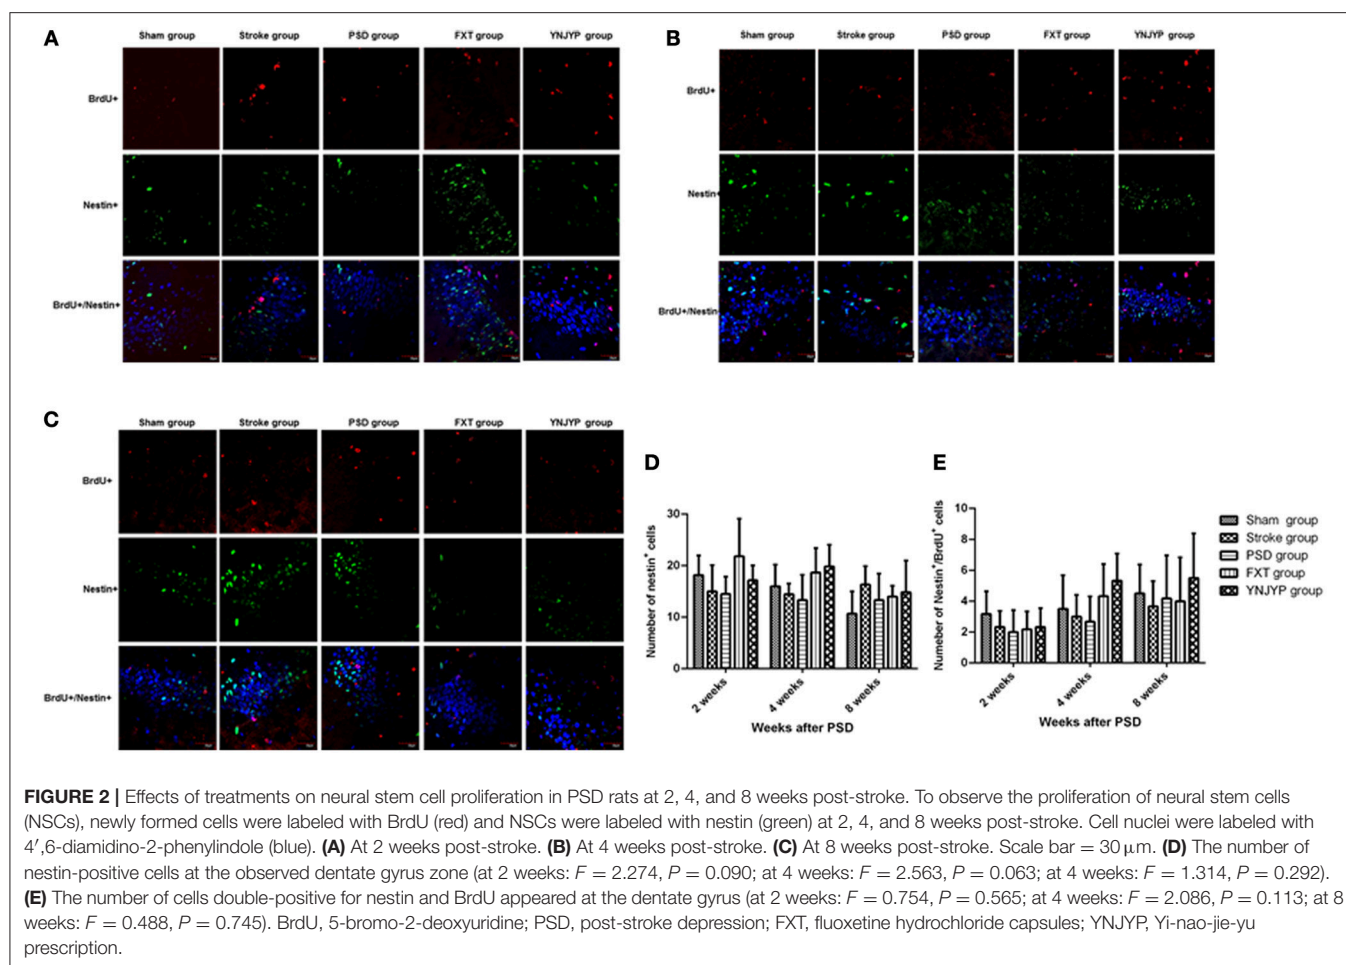 A
Sham group Stroke group PSD group FXT group YNJYP group
BrdU+
Nestin+
BrdU+/Nestin+
B
Sham group Stroke group PSD group FXT group YNJYP group
BrdU+
Nestin+
BrdU+/Nestin+
C
Sham group Stroke group PSD group FXT group YNJYP group
BrdU+
Nestin+
BrdU+/Nestin+
D
Numeber of nestin+ cells
30
20
10
0
2 weeks
4 weeks
8 weeks
Weeks after PSD
E
Numeber of Nestin+/BrdU+ cells
10
8
6
4
2
0
2 weeks
4 weeks
8 weeks
Weeks after PSD
Sham group
Stroke group
PSD group
FXT group
YNJYP group
FIGURE 2 | Effects of treatments on neural stem cell proliferation in PSD rats at 2, 4, and 8 weeks post-stroke. To observe the proliferation of neural stem cells
(NSCs), newly formed cells were labeled with BrdU (red) and NSCs were labeled with nestin (green) at 2, 4, and 8 weeks post-stroke. Cell nuclei were labeled with
4′,6-diamidino-2-phenylindole (blue). (A) At 2 weeks post-stroke. (B) At 4 weeks post-stroke. (C) At 8 weeks post-stroke. Scale bar = 30 μm. (D) The number of
nestin-positive cells at the observed dentate gyrus zone (at 2 weeks: F = 2.274, P = 0.090; at 4 weeks: F = 2.563, P = 0.063; at 4 weeks: F = 1.314, P = 0.292).
(E) The number of cells double-positive for nestin and BrdU appeared at the dentate gyrus (at 2 weeks: F = 0.754, P = 0.565; at 4 weeks: F = 2.086, P = 0.113; at 8
weeks: F = 0.488, P = 0.745). BrdU, 5-bromo-2-deoxyuridine; PSD, post-stroke depression; FXT, fluoxetine hydrochloride capsules; YNJYP, Yi-nao-jie-yu
prescription.